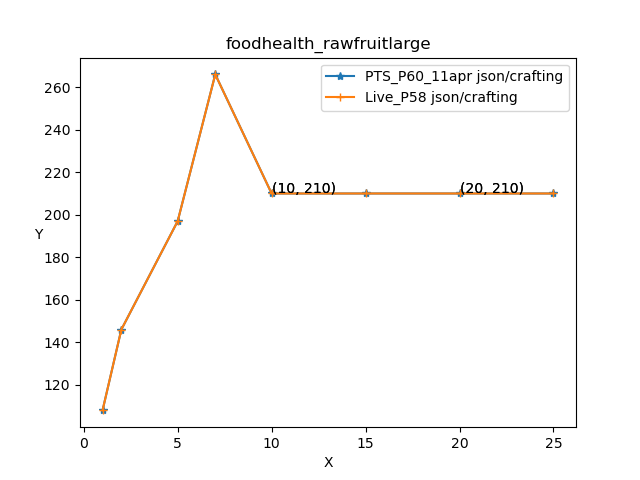 foodhealth_rawfruitlarge
PTS_P60_11apr json/crafting
Live_P58 json/crafting
260
240
220
200
180
160
140
120
Y
(10, 210) (20, 210)
0 5 10 15 20 25
X